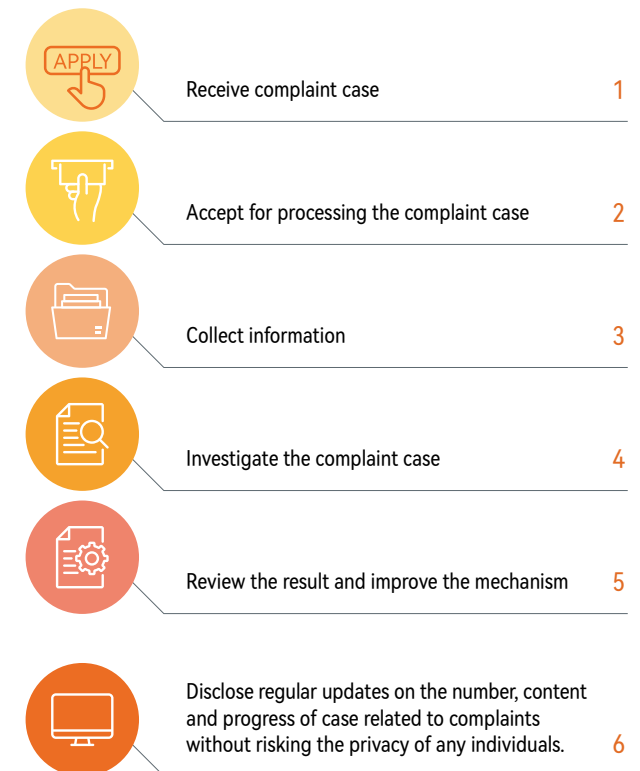 APPLY
Receive complaint case 1
Accept for processing the complaint case 2
Collect information 3
Investigate the complaint case 4
Review the result and improve the mechanism 5
Disclose regular updates on the number, content
and progress of case related to complaints
without risking the privacy of any individuals. 6